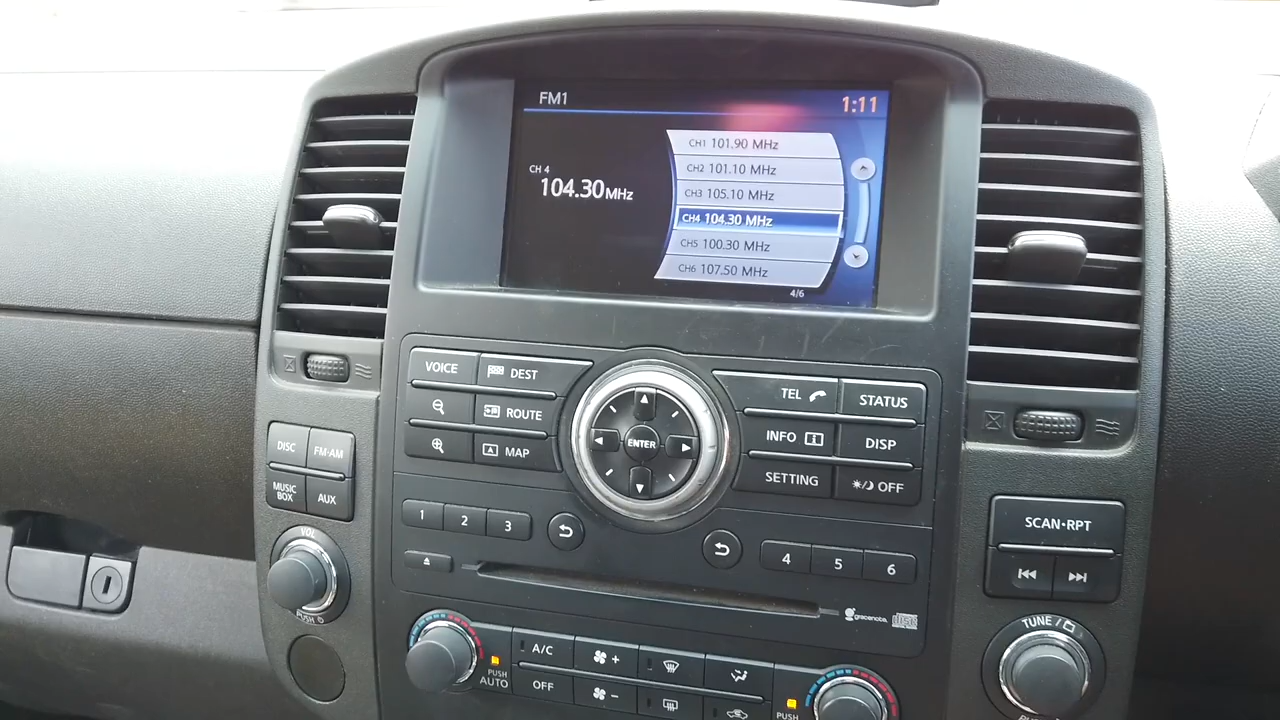 FM1
1:11
CH 4
104.30MHz
CH1 101.90 MHz
CH2 101.10 MHz
CH3 105.10 MHz
CH4 104.30 MHz
CH5 100.30 MHz
CH6 107.50 MHz
4/6
VOICE
DEST
ROUTE
MAP
ENTER
TEL
STATUS
INFO
DISP
SETTING
OFF
DISC
FM·AM
MUSIC
BOX
AUX
1
2
3
4
5
6
VOL
PUSH
SCAN·RPT
TUNE /
gracenote
A/C
OFF
PUSH
AUTO
PUSH